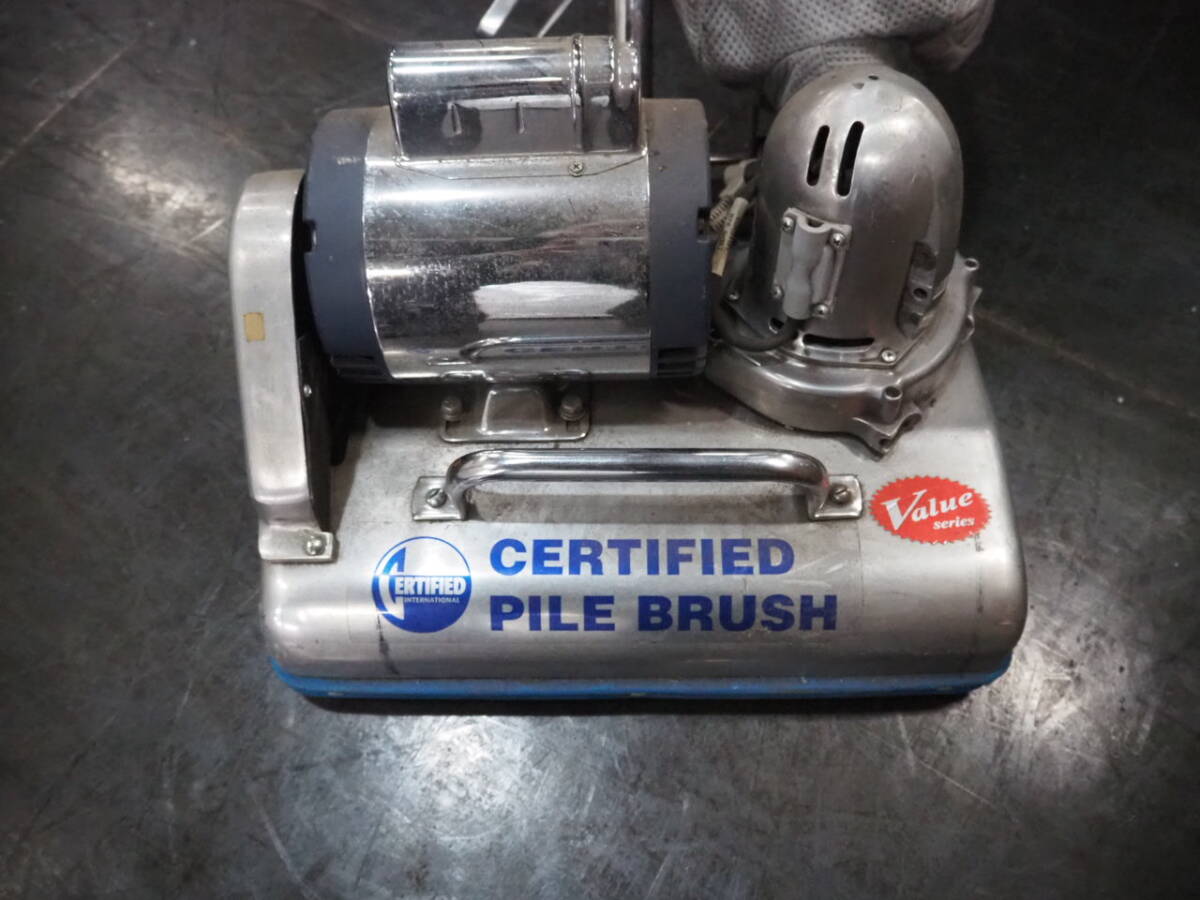 Value
series
CERTIFIED
INTERNATIONAL
CERTIFIED
PILE BRUSH